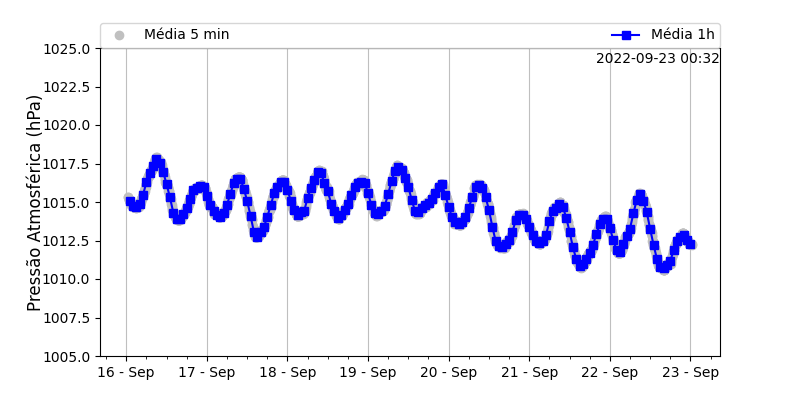 Média 5 min
Média 1h
2022-09-23 00:32
Pressão Atmosférica (hPa)
1025.0
1022.5
1020.0
1017.5
1015.0
1012.5
1010.0
1007.5
1005.0
16 - Sep
17 - Sep
18 - Sep
19 - Sep
20 - Sep
21 - Sep
22 - Sep
23 - Sep